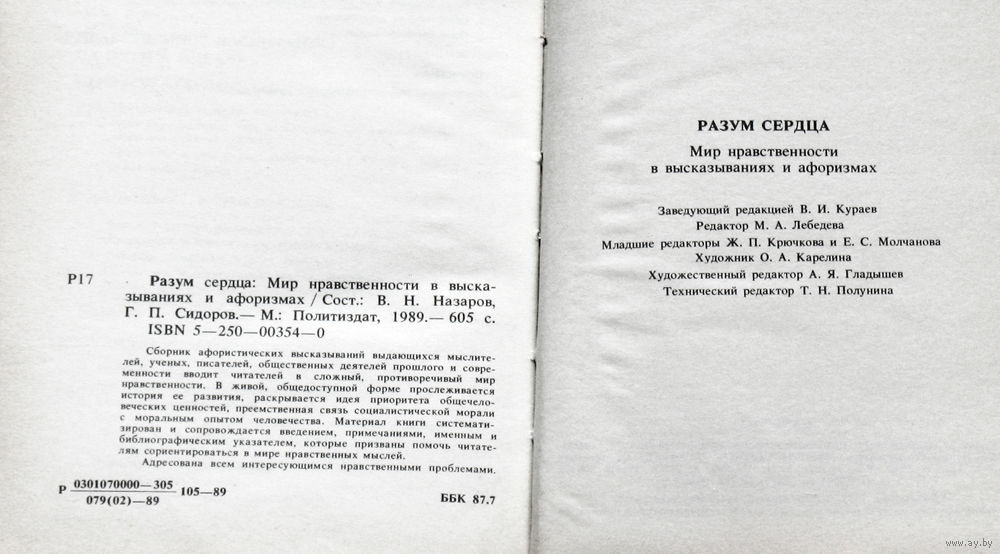 Р17
Разум сердца: Мир нравственности в выска-
зываниях и афоризмах / Сост.: В. Н. Назаров,
Г. П. Сидоров.— М.: Политиздат, 1989.— 605 с.
ISBN 5—250—00354—0
Сборник афористических высказываний выдающихся мыслите-
лей, ученых, писателей, общественных деятелей прошлого и совре-
менности вводит читателей в сложный, противоречивый мир
нравственности. В живой, общедоступной форме прослеживается
история ее развития, раскрывается идея приоритета общечело-
веческих ценностей, преемственная связь социалистической морали
с моральным опытом человечества. Материал книги системати-
зирован и сопровождается введением, примечаниями, именным и
библиографическим указателем, которые призваны помочь читате-
лям сориентироваться в мире нравственных мыслей.
Адресована всем интересующимся нравственными проблемами.
Р 0301070000—305 105—89
079(02)—89
ББК 87.7
РАЗУМ СЕРДЦА
Мир нравственности
в высказываниях и афоризмах
Заведующий редакцией В. И. Кураев
Редактор М. А. Лебедева
Младшие редакторы Ж. П. Крючкова и Е. С. Молчанова
Художник О. А. Карелина
Художественный редактор А. Я. Гладышев
Технический редактор Т. Н. Полунина
www.ay.by